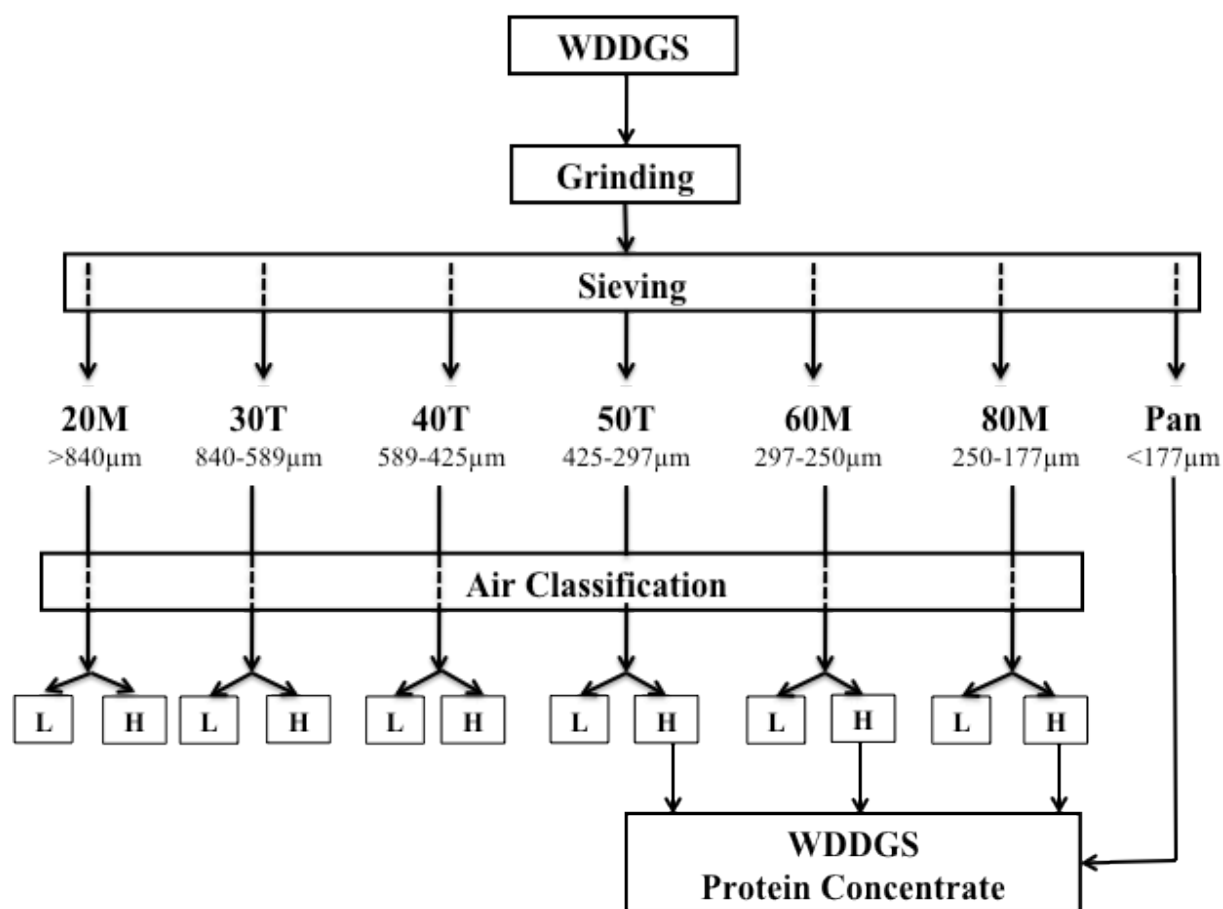 WDDGS
Grinding
Sieving
20M 30T 40T 50T 60M 80M Pan
>840μm 840-589μm 589-425μm 425-297μm 297-250μm 250-177μm <177μm
Air Classification
L H L H L H L H L H L H
WDDGS
Protein Concentrate